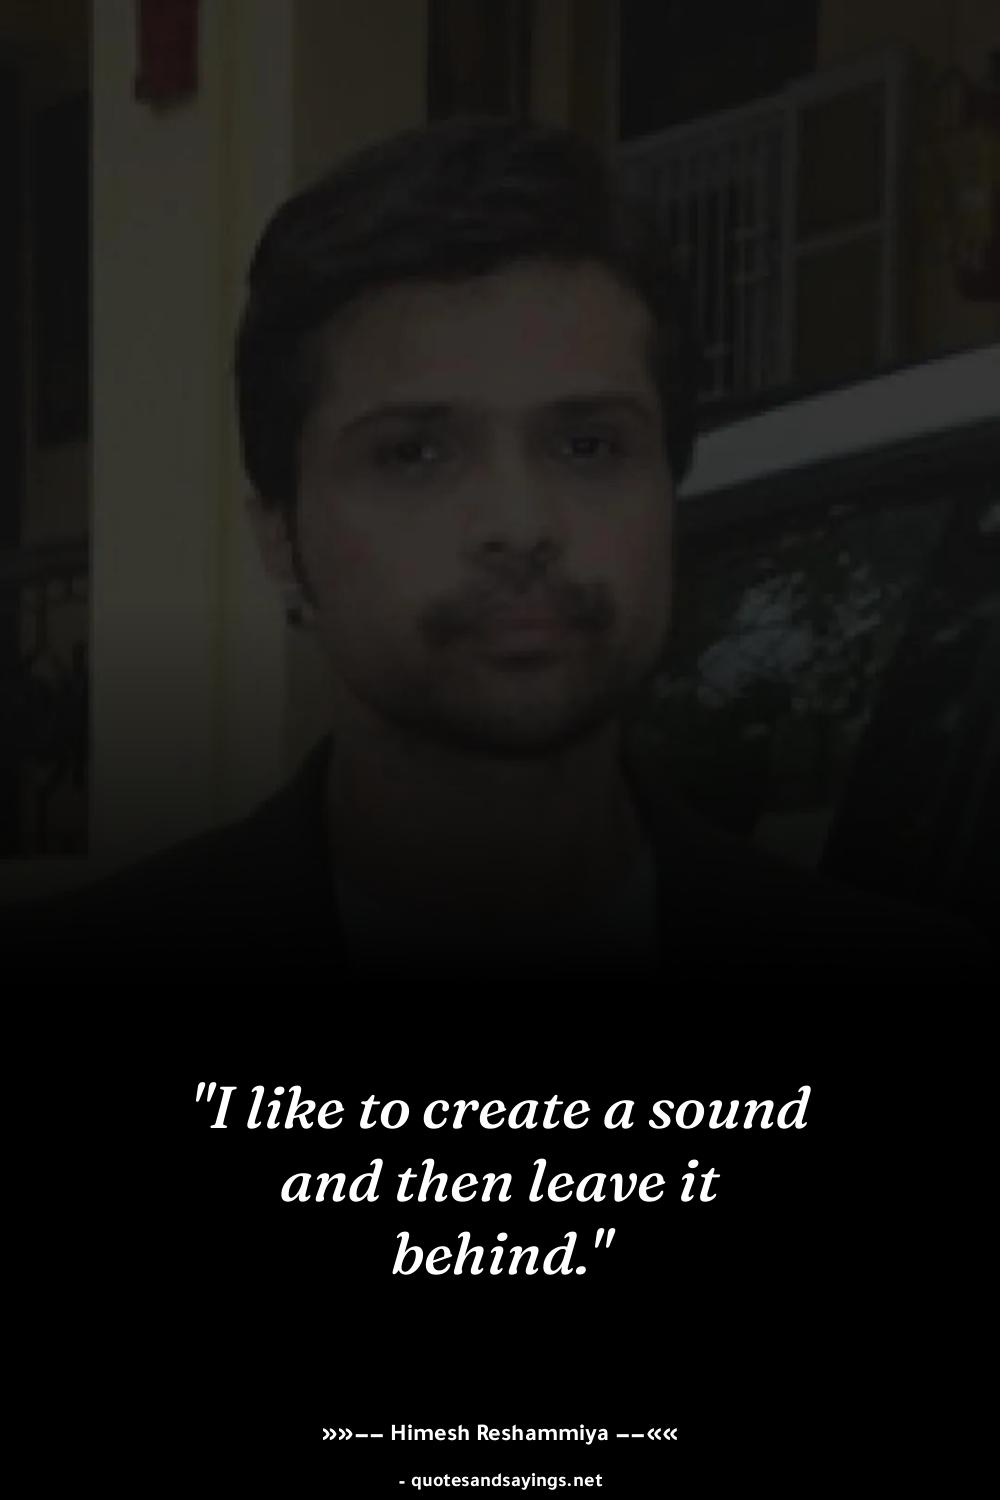 "I like to create a sound
and then leave it
behind."
»»–– Himesh Reshammiya ––««
- quotesandsayings.net